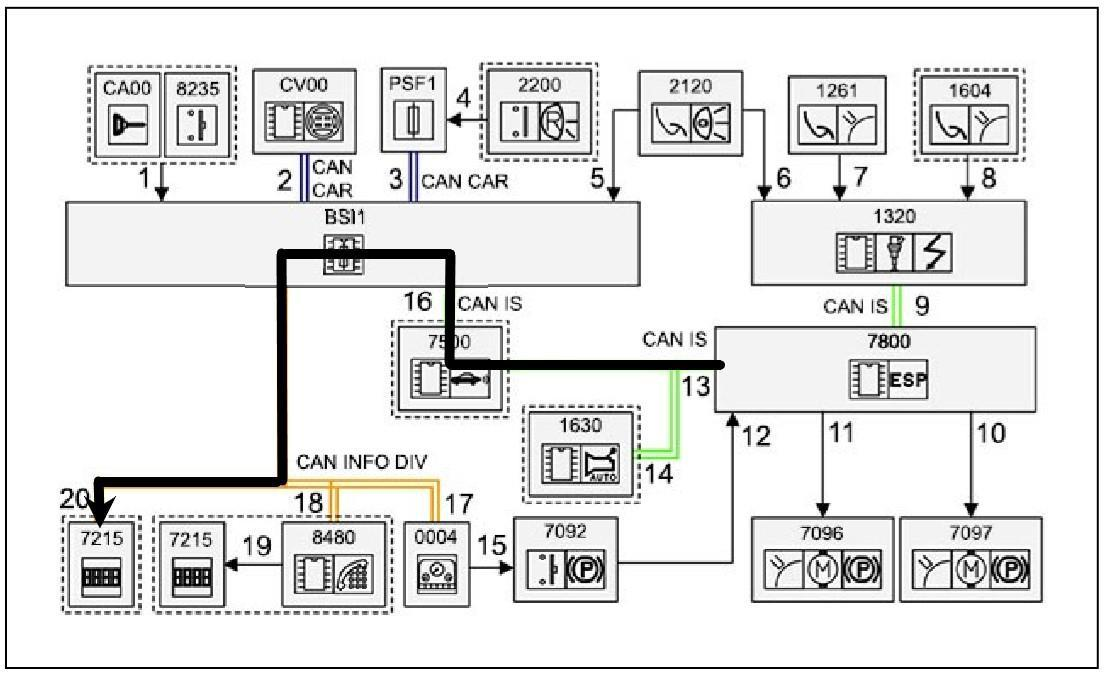 CA00 8235 CV00 PSF1 2200 2120 1261 1604
R
4
1 2 CAN CAR 3 CAN CAR 5 6 7 8
BSI1 1320
16 CAN IS CAN IS 9
7500 CAN IS 7800
ESP
13
1630 12 11 10
AUTO
14
CAN INFO DIV
20 18 17
7215 7215 19 8480 0004 15 7092 7096 7097
P M P M P